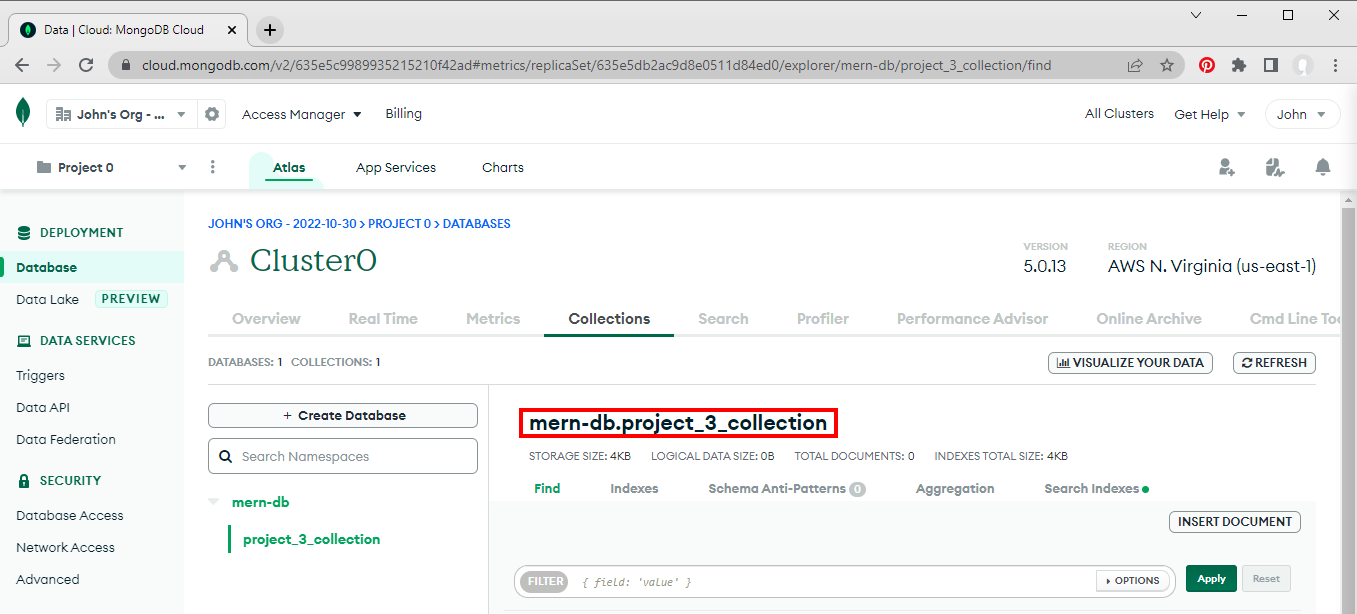 Data | Cloud: MongoDB Cloud
cloud.mongodb.com/v2/635e5c9989935215210f42ad#metrics/replicaSet/635e5db2ac9d8e0511d84ed0/explorer/mern-db/project_3_collection/find
John's Org - ...
Access Manager
Billing
All Clusters
Get Help
John
Project 0
Atlas
App Services
Charts
DEPLOYMENT
Database
Data Lake
PREVIEW
DATA SERVICES
Triggers
Data API
Data Federation
SECURITY
Database Access
Network Access
Advanced
JOHN'S ORG - 2022-10-30 > PROJECT 0 > DATABASES
Cluster0
VERSION
5.0.13
REGION
AWS N. Virginia (us-east-1)
Overview
Real Time
Metrics
Collections
Search
Profiler
Performance Advisor
Online Archive
Cmd Line Too
DATABASES: 1 COLLECTIONS: 1
VISUALIZE YOUR DATA
REFRESH
+ Create Database
Search Namespaces
mern-db
project_3_collection
mern-db.project_3_collection
STORAGE SIZE: 4KB LOGICAL DATA SIZE: 0B TOTAL DOCUMENTS: 0 INDEXES TOTAL SIZE: 4KB
Find
Indexes
Schema Anti-Patterns 0
Aggregation
Search Indexes
INSERT DOCUMENT
FILTER
{ field: 'value' }
OPTIONS
Apply
Reset